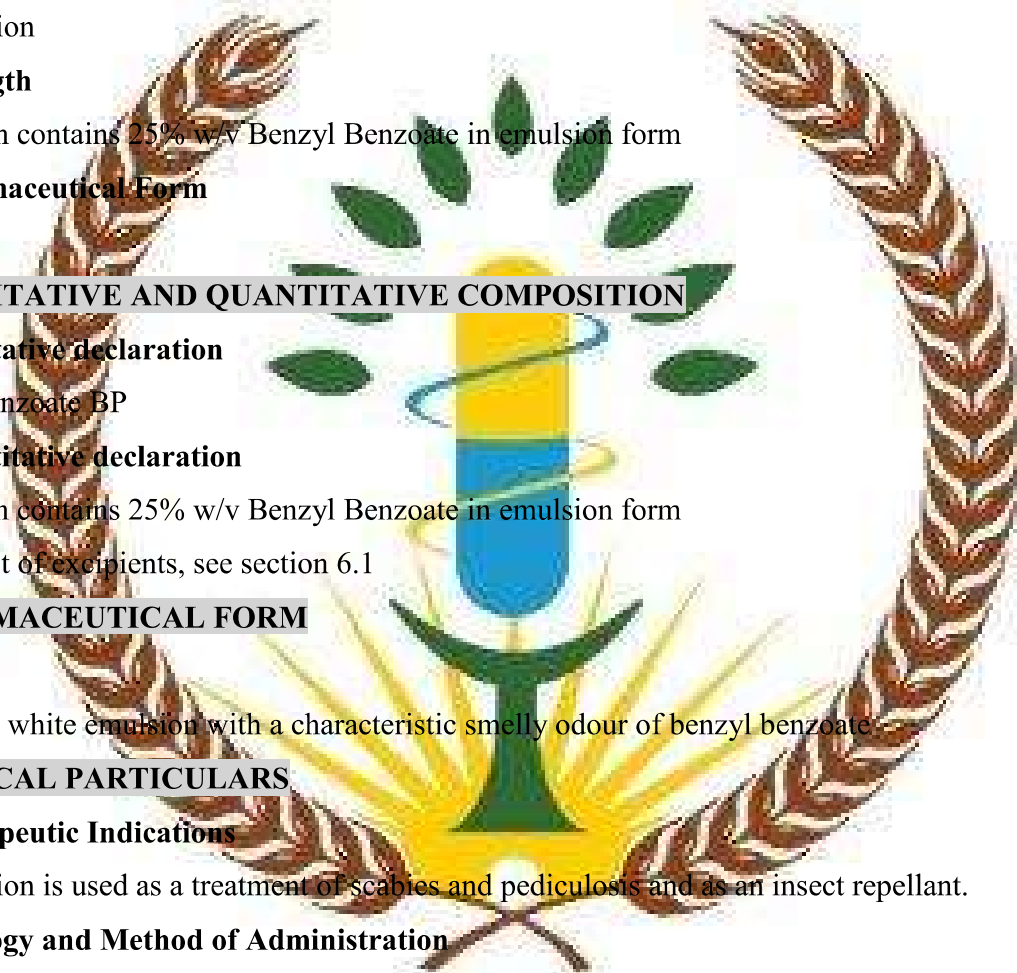 ion
gth
n contains 25% w/v Benzyl Benzoate in emulsion form
naceutical Form
ITATIVE AND QUANTITATIVE COMPOSITION
tative declaration
nzoate BP
titative declaration
n contains 25% w/v Benzyl Benzoate in emulsion form
t of excipients, see section 6.1
MACEUTICAL FORM
white emulsion with a characteristic smelly odour of benzyl benzoate
CAL PARTICULARS
peutic Indications
ion is used as a treatment of scabies and pediculosis and as an insect repellant.
ogy and Method of Administration